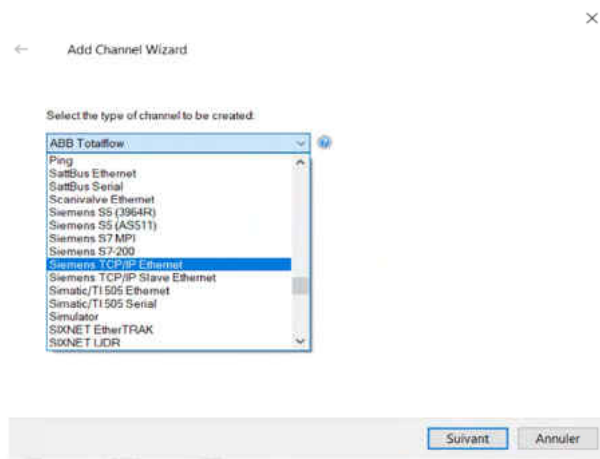 Add Channel Wizard
Select the type of channel to be created:
ABB Totalflow
Ping
SattBus Ethernet
SattBus Serial
Scanivalve Ethernet
Siemens S5 (3964R)
Siemens S5 (AS511)
Siemens S7 MPI
Siemens S7-200
Siemens TCP/IP Ethernet
Siemens TCP/IP Slave Ethernet
Simatic/TI 505 Ethernet
Simatic/TI 505 Serial
Simulator
SIXNET EtherTRAK
SIXNET UDR
Suivant Annuler